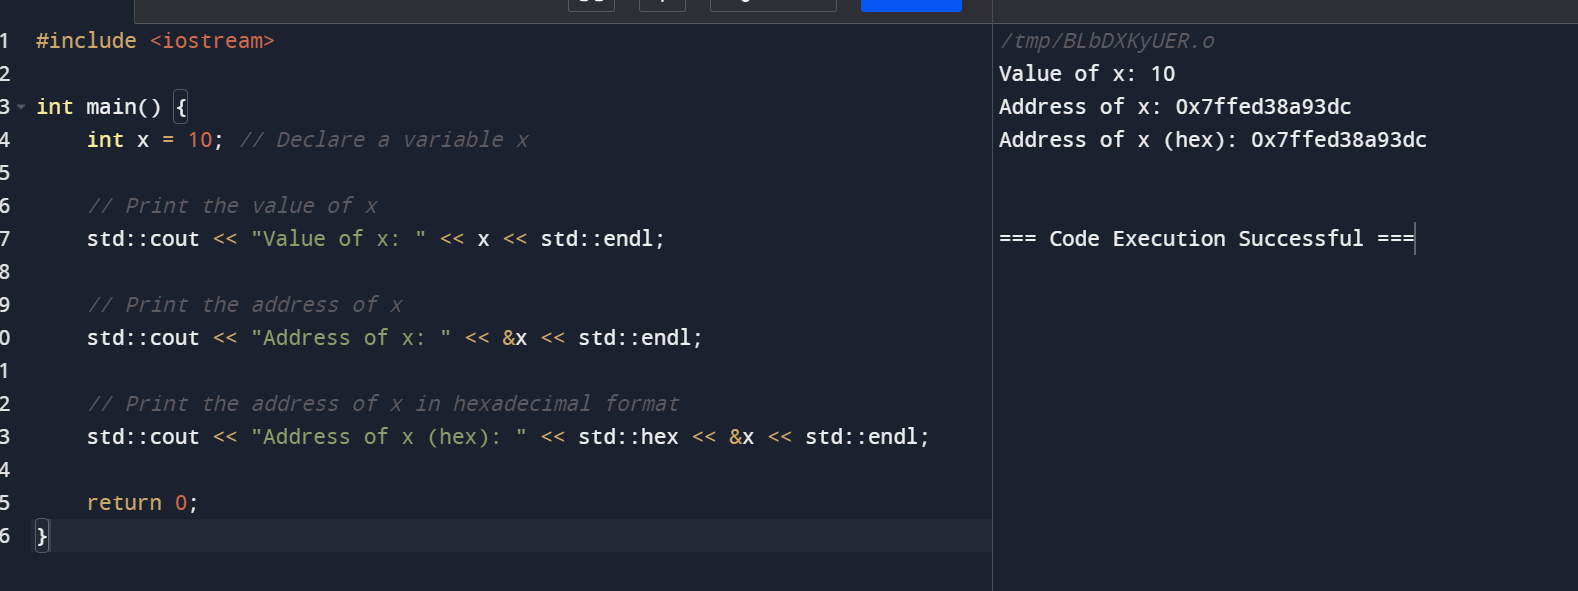 1 #include <iostream>
2
3 int main() {
4 int x = 10; // Declare a variable x
5
6 // Print the value of x
7 std::cout << "Value of x: " << x << std::endl;
8
9 // Print the address of x
0 std::cout << "Address of x: " << &x << std::endl;
1
2 // Print the address of x in hexadecimal format
3 std::cout << "Address of x (hex): " << std::hex << &x << std::endl;
4
5 return 0;
6 }
/tmp/BLbDXKyUER.o
Value of x: 10
Address of x: 0x7ffed38a93dc
Address of x (hex): 0x7ffed38a93dc
=== Code Execution Successful ===